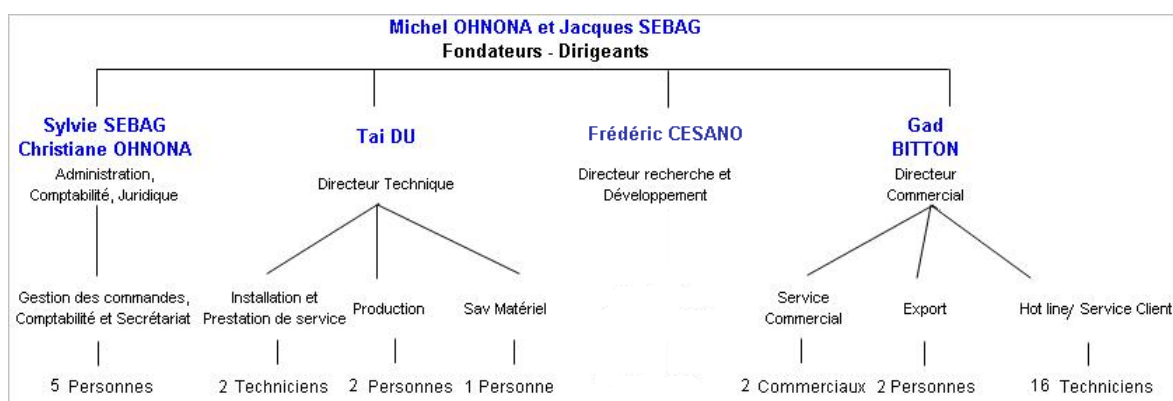 Michel OHNONA et Jacques SEBAG
Fondateurs - Dirigeants
Sylvie SEBAG
Christiane OHNONA
Administration,
Comptabilité, Juridique
Tai DU
Directeur Technique
Frédéric CESANO
Directeur recherche et
Développement
Gad
BITTON
Directeur
Commercial
Gestion des commandes,
Comptabilité et Secrétariat
Installation et
Prestation de service
Production
Sav Matériel
Service
Commercial
Export
Hot line/ Service Client
5 Personnes
2 Techniciens
2 Personnes
1 Personne
2 Commerciaux
2 Personnes
16 Techniciens